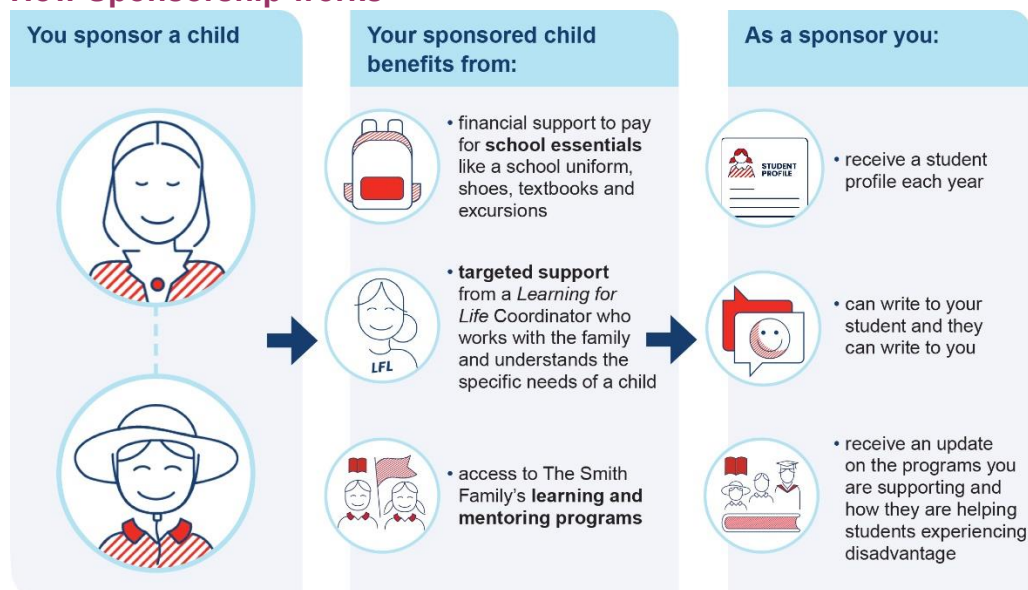 How Sponsorship works
You sponsor a child
Your sponsored child
benefits from:
• financial support to pay
for school essentials
like a school uniform,
shoes, textbooks and
excursions
LFL
• targeted support
from a Learning for
Life Coordinator who
works with the family
and understands the
specific needs of a child
• access to The Smith
Family's learning and
mentoring programs
As a sponsor you:
STUDENT
PROFILE
• receive a student
profile each year
• can write to your
student and they
can write to you
• receive an update
on the programs you
are supporting and
how they are helping
students experiencing
disadvantage